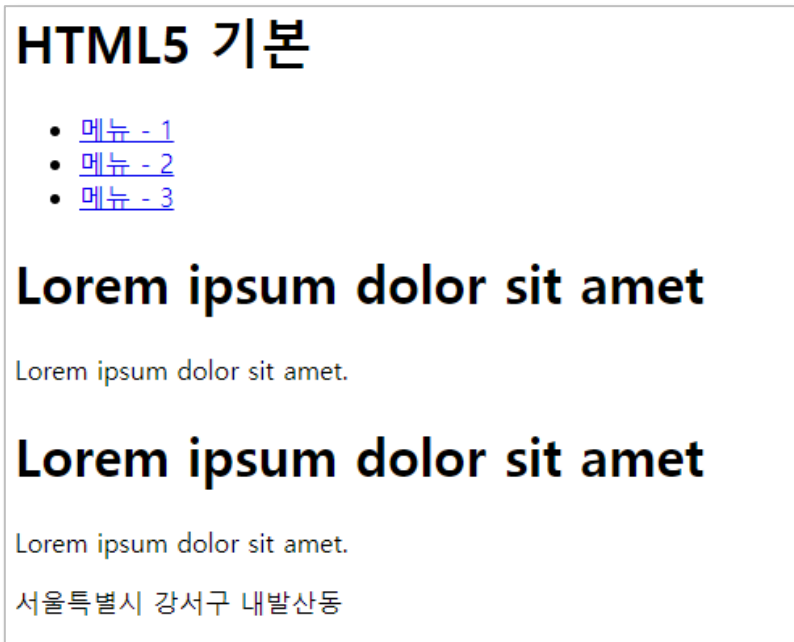 HTML5 기본
메뉴 - 1
메뉴 - 2
메뉴 - 3
Lorem ipsum dolor sit amet
Lorem ipsum dolor sit amet.
Lorem ipsum dolor sit amet
Lorem ipsum dolor sit amet.
서울특별시 강서구 내발산동